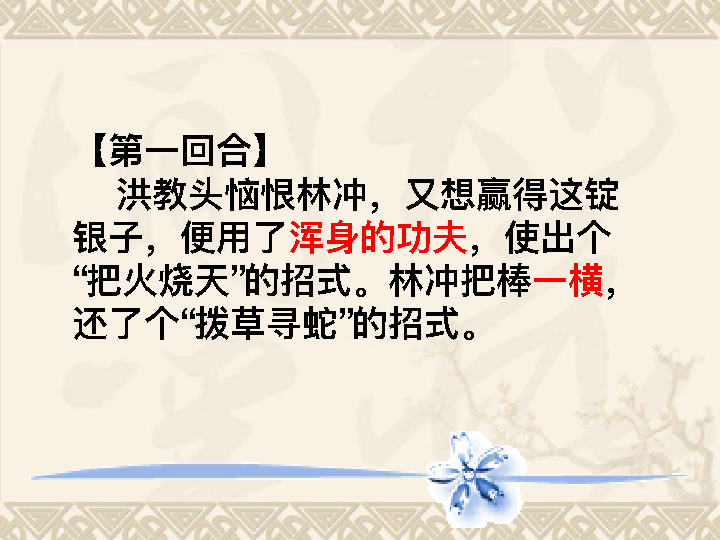 【第一回合】
洪教头恼恨林冲，又想赢得这锭
银子，便用了浑身的功夫，使出个
“把火烧天”的招式。林冲把棒一横，
还了个“拨草寻蛇”的招式。